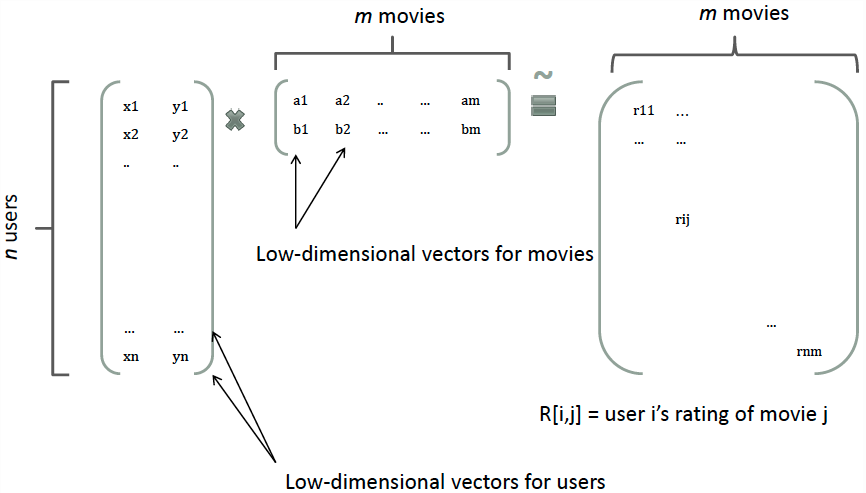 m movies
m movies
x1 y1
x2 y2
.. ..
... ...
xn yn
n users
a1 a2 .. ... am
b1 b2 ... ... bm
~
=
r11 ...
... ...
rij
...
rnm
Low-dimensional vectors for movies
R[i,j] = user i’s rating of movie j
Low-dimensional vectors for users